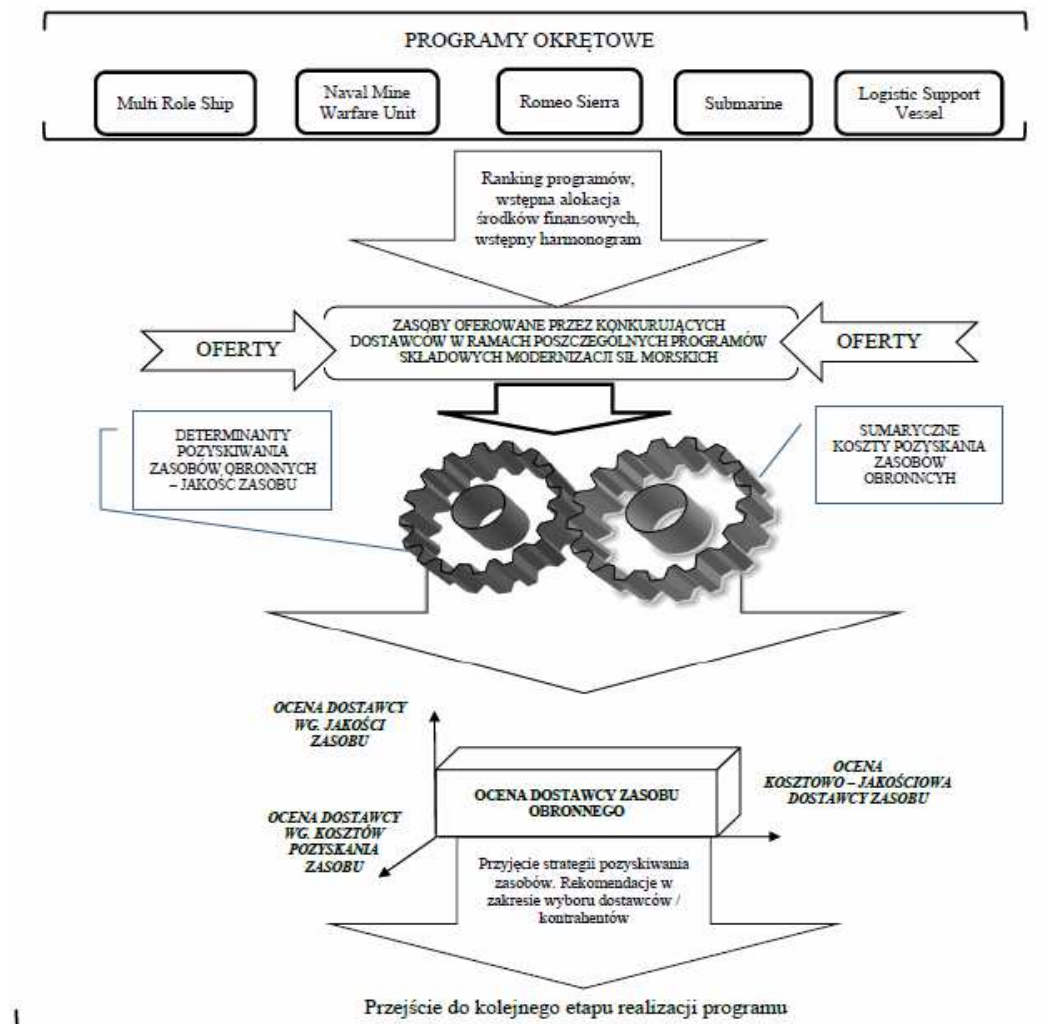 PROGRAMY OKRĘTOWE
Multi Role Ship
Naval Mine
Warfare Unit
Romeo Sierra
Submarine
Logistic Support
Vessel
Ranking programów,
wstępna alokacja
środków finansowych,
wstępny harmonogram
OFERTY
ZASOBY OFEROWANE PRZEZ KONKURUJĄCYCH
DOSTAWCÓW W RAMACH POSZCZEGÓLNYCH PROGRAMÓW
SKŁADOWYCH MODERNIZACJI SIŁ MORSKICH
OFERTY
DETERMINANTY
POZYSKIWANIA
ZASOBÓW OBRONNYCH
– JAKOŚĆ ZASOBU
SUMARYCZNE
KOSZTY POZYSKANIA
ZASOBÓW
OBRONNCYH
OCENA DOSTAWCY
WG. JAKOŚCI
ZASOBU
OCENA DOSTAWCY ZASOBU
OBRONNEGO
OCENA
KOSZTOWO – JAKOŚCIOWA
DOSTAWCY ZASOBU
OCENA DOSTAWCY
WG. KOSZTÓW
POZYSKANIA
ZASOBU
Przyjęcie strategii pozyskiwania
zasobów. Rekomendacje w
zakresie wyboru dostawców /
kontrahentów
Przejście do kolejnego etapu realizacji programu